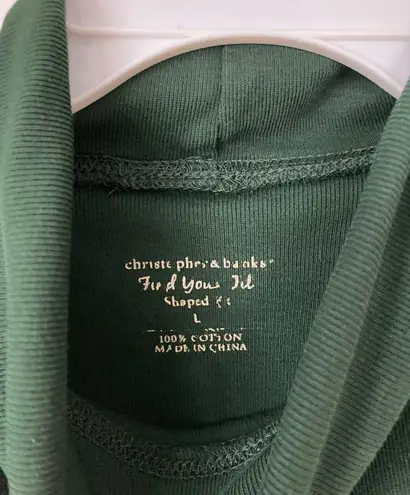 christopher & banks®
Find Your Fit
Shaped Fit
L
100% COTTON
MADE IN CHINA